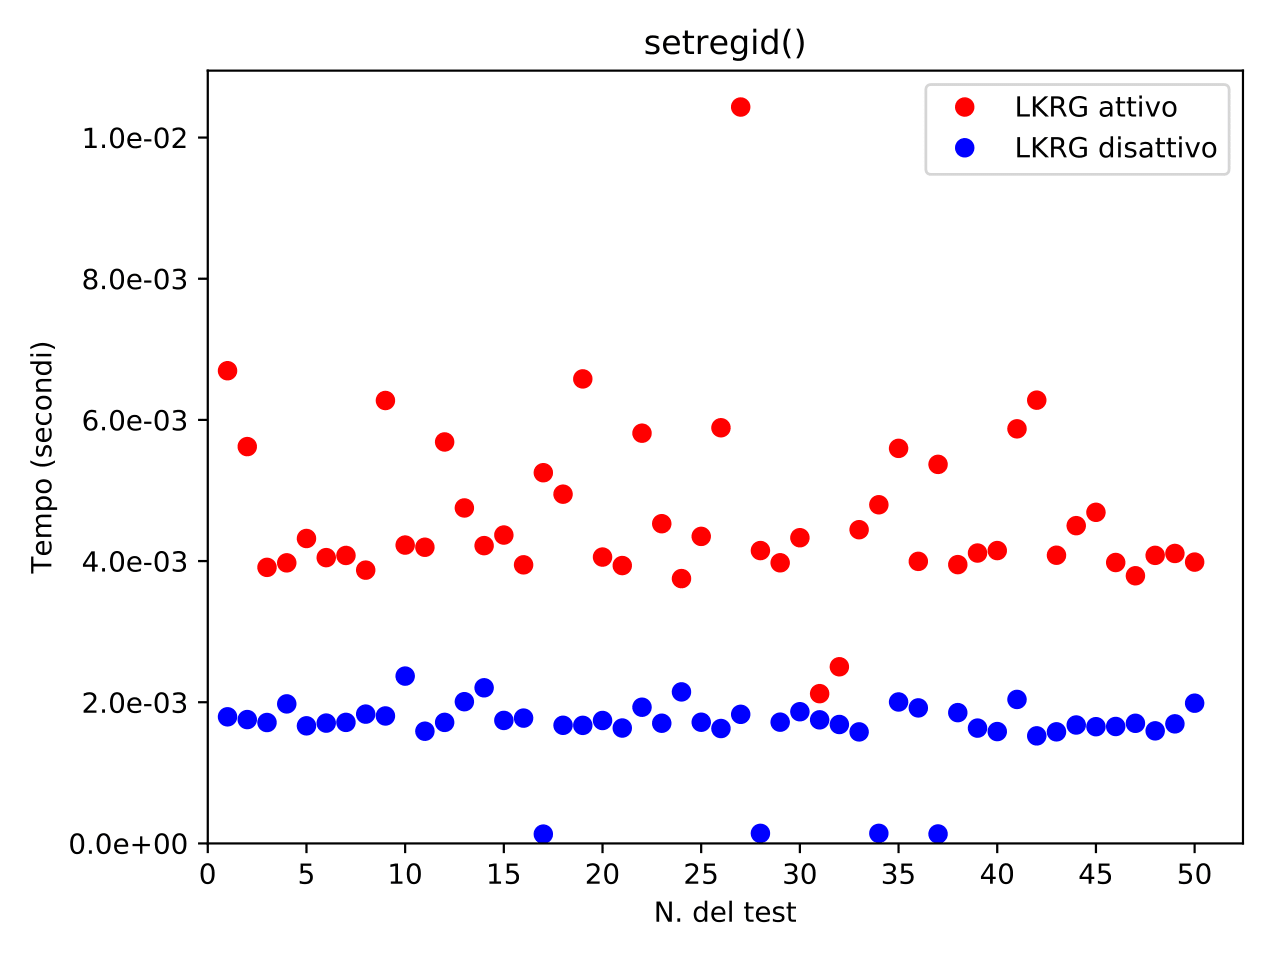 setregid()
LKRG attivo
LKRG disattivo
1.0e-02
8.0e-03
6.0e-03
4.0e-03
2.0e-03
0.0e+00
Tempo (secondi)
0 5 10 15 20 25 30 35 40 45 50
N. del test